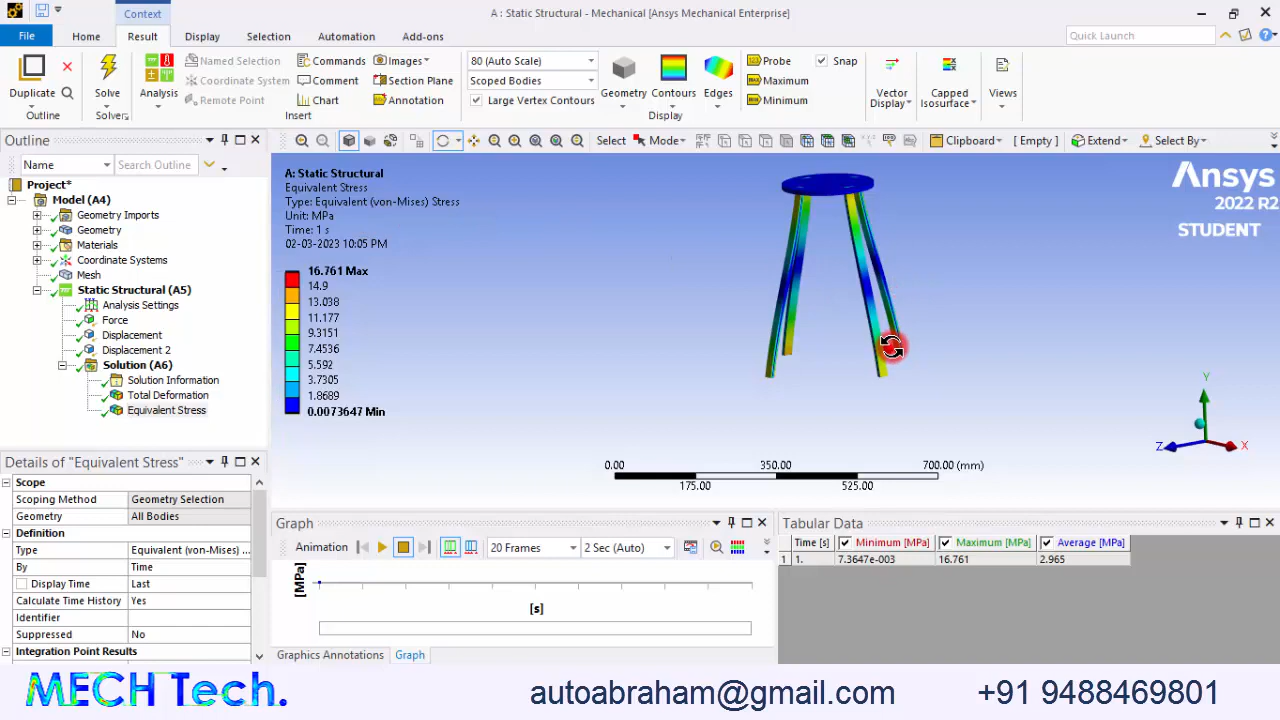 Context
A : Static Structural - Mechanical [Ansys Mechanical Enterprise]
File Home Result Display Selection Automation Add-ons
Quick Launch
Duplicate
Outline
Solve
Solver
Analysis
Named Selection
Coordinate System
Remote Point
Commands
Comment
Chart
Images
Section Plane
Annotation
Insert
80 (Auto Scale)
Scoped Bodies
Large Vertex Contours
Geometry
Contours
Edges
Probe
Maximum
Minimum
Snap
Display
Vector
Display
Capped
Isosurface
Views
Outline
Select Mode Clipboard [ Empty ] Extend Select By
Name Search Outline
Project*
Model (A4)
Geometry Imports
Geometry
Materials
Coordinate Systems
Mesh
Static Structural (A5)
Analysis Settings
Force
Displacement
Displacement 2
Solution (A6)
Solution Information
Total Deformation
Equivalent Stress
A: Static Structural
Equivalent Stress
Type: Equivalent (von-Mises) Stress
Unit: MPa
Time: 1 s
02-03-2023 10:05 PM
16.761 Max
14.9
13.038
11.177
9.3151
7.4536
5.592
3.7305
1.8689
0.0073647 Min
Ansys
2022 R2
STUDENT
Y
Z
X
0.00 350.00 700.00 (mm)
175.00 525.00
Details of "Equivalent Stress"
Scope
Scoping Method Geometry Selection
Geometry All Bodies
Definition
Type Equivalent (von-Mises) ...
By Time
Display Time Last
Calculate Time History Yes
Identifier
Suppressed No
Integration Point Results
Graph
Animation 20 Frames 2 Sec (Auto)
[MPa]
[s]
Graphics Annotations Graph
Tabular Data
Time [s] Minimum [MPa] Maximum [MPa] Average [MPa]
1 1. 7.3647e-003 16.761 2.965
MECH Tech. autoabraham@gmail.com +91 9488469801